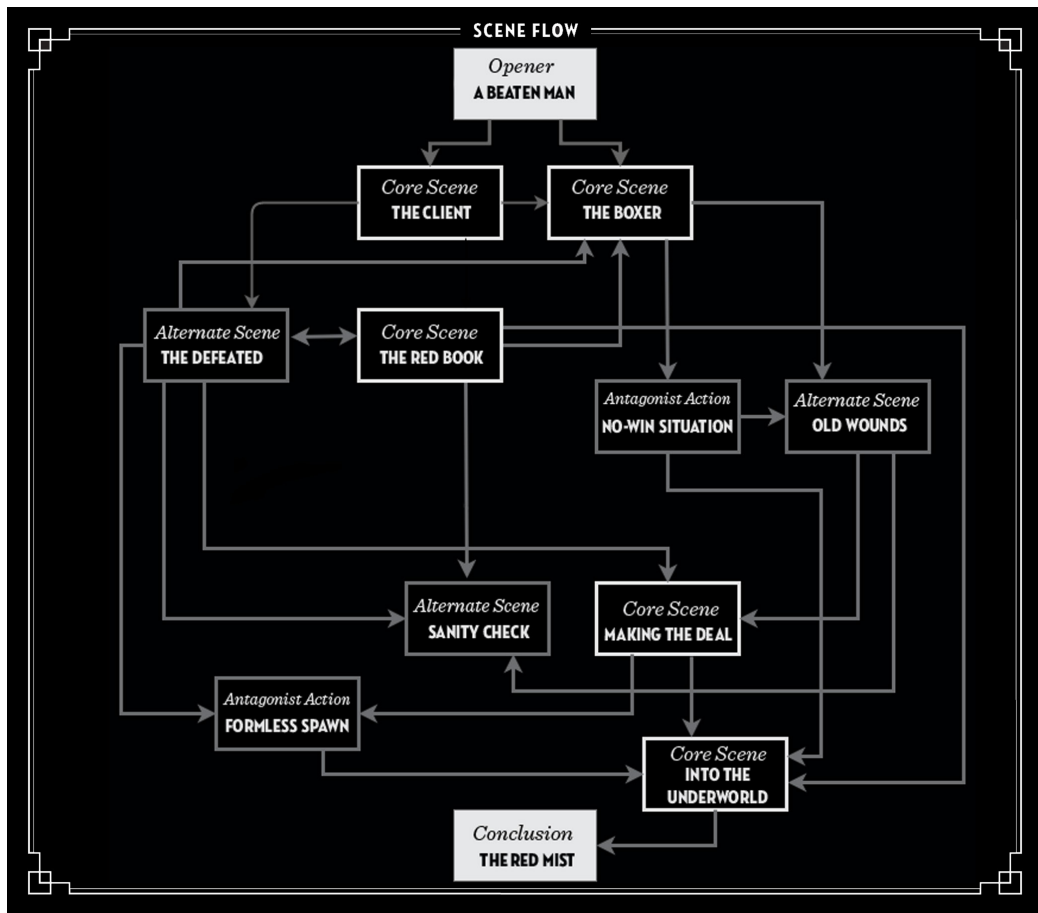 SCENE FLOW
Opener
A BEATEN MAN
Core Scene
THE CLIENT
Core Scene
THE BOXER
Alternate Scene
THE DEFEATED
Core Scene
THE RED BOOK
Antagonist Action
NO-WIN SITUATION
Alternate Scene
OLD WOUNDS
Alternate Scene
SANITY CHECK
Core Scene
MAKING THE DEAL
Antagonist Action
FORMLESS SPAWN
Core Scene
INTO THE
UNDERWORLD
Conclusion
THE RED MIST